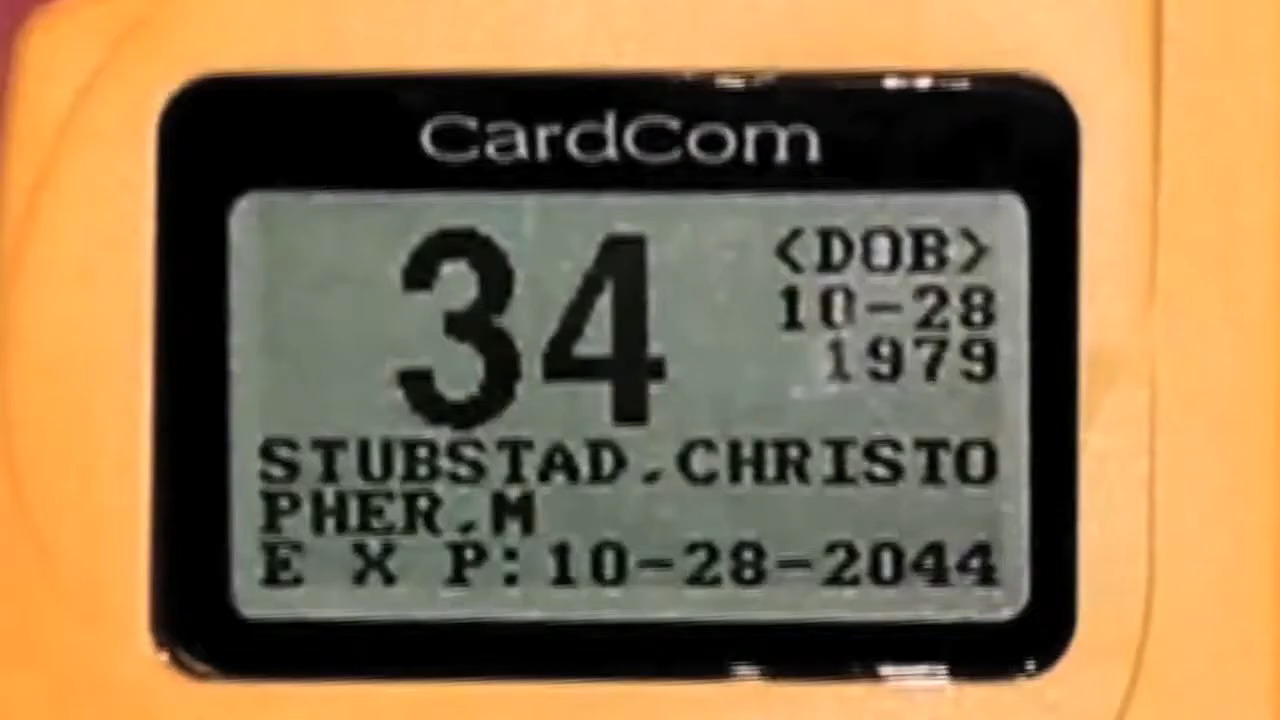 CardCom
34
<DOB>
10-28
1979
STUBSTAD,CHRISTO
PHER,M
E X P:10-28-2044